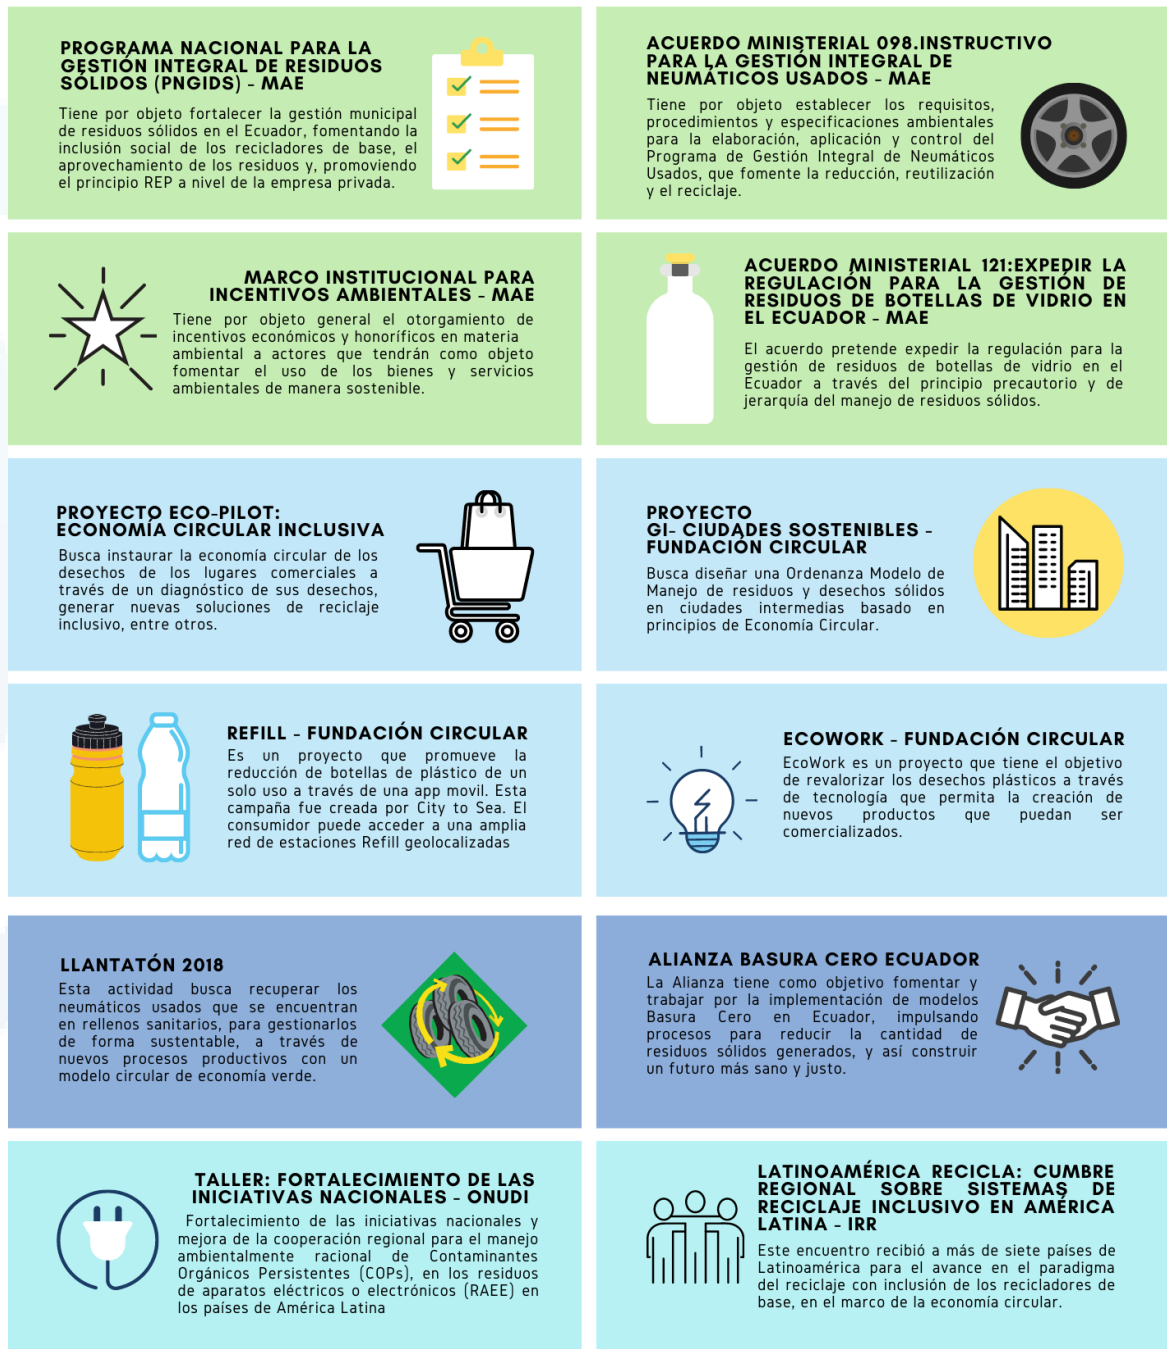 PROGRAMA NACIONAL PARA LA
GESTIÓN INTEGRAL DE RESIDUOS
SÓLIDOS (PNGIDS) - MAE
Tiene por objeto fortalecer la gestión municipal
de residuos sólidos en el Ecuador, fomentando la
inclusión social de los recicladores de base, el
aprovechamiento de los residuos y, promoviendo
el principio REP a nivel de la empresa privada.
ACUERDO MINISTERIAL 098.INSTRUCTIVO
PARA LA GESTIÓN INTEGRAL DE
NEUMÁTICOS USADOS - MAE
Tiene por objeto establecer los requisitos,
procedimientos y especificaciones ambientales
para la elaboración, aplicación y control del
Programa de Gestión Integral de Neumáticos
Usados, que fomente la reducción, reutilización
y el reciclaje.
MARCO INSTITUCIONAL PARA
INCENTIVOS AMBIENTALES - MAE
Tiene por objeto general el otorgamiento de
incentivos económicos y honoríficos en materia
ambiental a actores que tendrán como objeto
fomentar el uso de los bienes y servicios
ambientales de manera sostenible.
ACUERDO MINISTERIAL 121:EXPEDIR LA
REGULACIÓN PARA LA GESTIÓN DE
RESIDUOS DE BOTELLAS DE VIDRIO EN
EL ECUADOR - MAE
El acuerdo pretende expedir la regulación para la
gestión de residuos de botellas de vidrio en el
Ecuador a través del principio precautorio y de
jerarquía del manejo de residuos sólidos.
PROYECTO ECO-PILOT:
ECONOMÍA CIRCULAR INCLUSIVA
Busca instaurar la economía circular de los
desechos de los lugares comerciales a
través de un diagnóstico de sus desechos,
generar nuevas soluciones de reciclaje
inclusivo, entre otros.
PROYECTO
GI- CIUDADES SOSTENIBLES -
FUNDACIÓN CIRCULAR
Busca diseñar una Ordenanza Modelo de
Manejo de residuos y desechos sólidos
en ciudades intermedias basado en
principios de Economía Circular.
REFILL - FUNDACIÓN CIRCULAR
Es un proyecto que promueve la
reducción de botellas de plástico de un
solo uso a través de una app movil. Esta
campaña fue creada por City to Sea. El
consumidor puede acceder a una amplia
red de estaciones Refill geolocalizadas
ECOWORK - FUNDACIÓN CIRCULAR
EcoWork es un proyecto que tiene el objetivo
de revalorizar los desechos plásticos a través
de tecnología que permita la creación de
nuevos productos que puedan ser
comercializados.
LLANTATÓN 2018
Esta actividad busca recuperar los
neumáticos usados que se encuentran
en rellenos sanitarios, para gestionarlos
de forma sustentable, a través de
nuevos procesos productivos con un
modelo circular de economía verde.
ALIANZA BASURA CERO ECUADOR
La Alianza tiene como objetivo fomentar y
trabajar por la implementación de modelos
Basura Cero en Ecuador, impulsando
procesos para reducir la cantidad de
residuos sólidos generados, y así construir
un futuro más sano y justo.
TALLER: FORTALECIMIENTO DE LAS
INICIATIVAS NACIONALES - ONUDI
Fortalecimiento de las iniciativas nacionales y
mejora de la cooperación regional para el manejo
ambientalmente racional de Contaminantes
Orgánicos Persistentes (COPs), en los residuos
de aparatos eléctricos o electrónicos (RAEE) en
los países de América Latina
LATINOAMÉRICA RECICLA: CUMBRE
REGIONAL SOBRE SISTEMAS DE
RECICLAJE INCLUSIVO EN AMÉRICA
LATINA - IRR
Este encuentro recibió a más de siete países de
Latinoamérica para el avance en el paradigma
del reciclaje con inclusión de los recicladores de
base, en el marco de la economía circular.